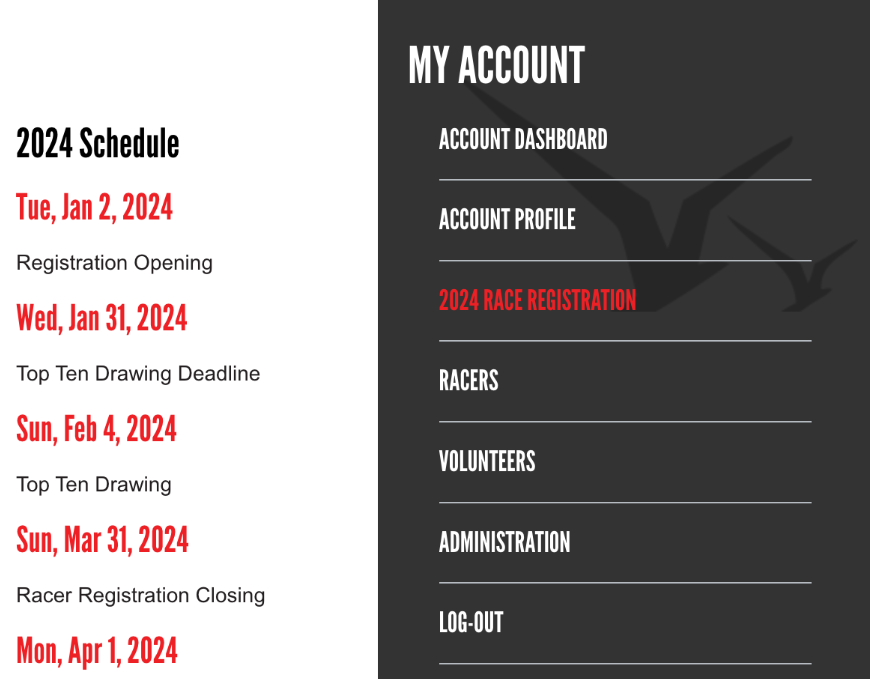 2024 Schedule
Tue, Jan 2, 2024
Registration Opening
Wed, Jan 31, 2024
Top Ten Drawing Deadline
Sun, Feb 4, 2024
Top Ten Drawing
Sun, Mar 31, 2024
Racer Registration Closing
Mon, Apr 1, 2024
MY ACCOUNT
ACCOUNT DASHBOARD
ACCOUNT PROFILE
2024 RACE REGISTRATION
RACERS
VOLUNTEERS
ADMINISTRATION
LOG-OUT